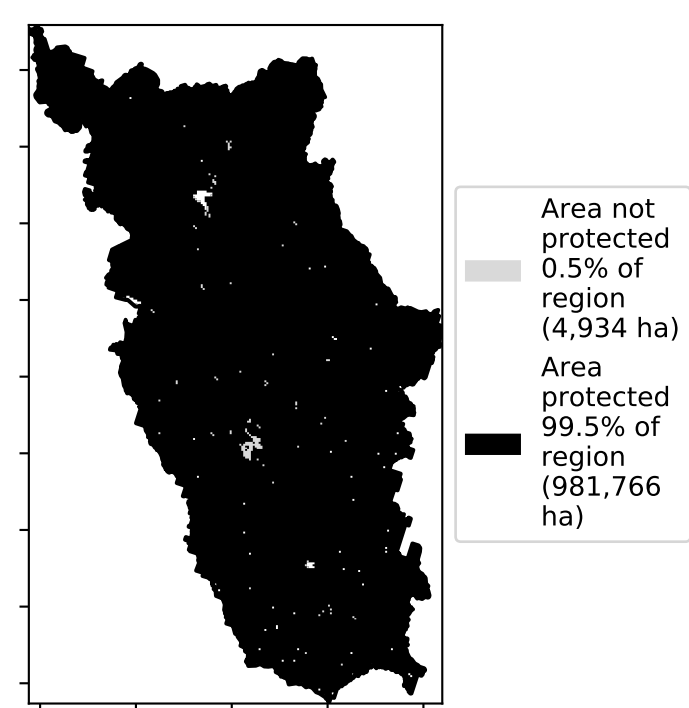 Area not
protected
0.5% of
region
(4,934 ha)
Area
protected
99.5% of
region
(981,766
ha)